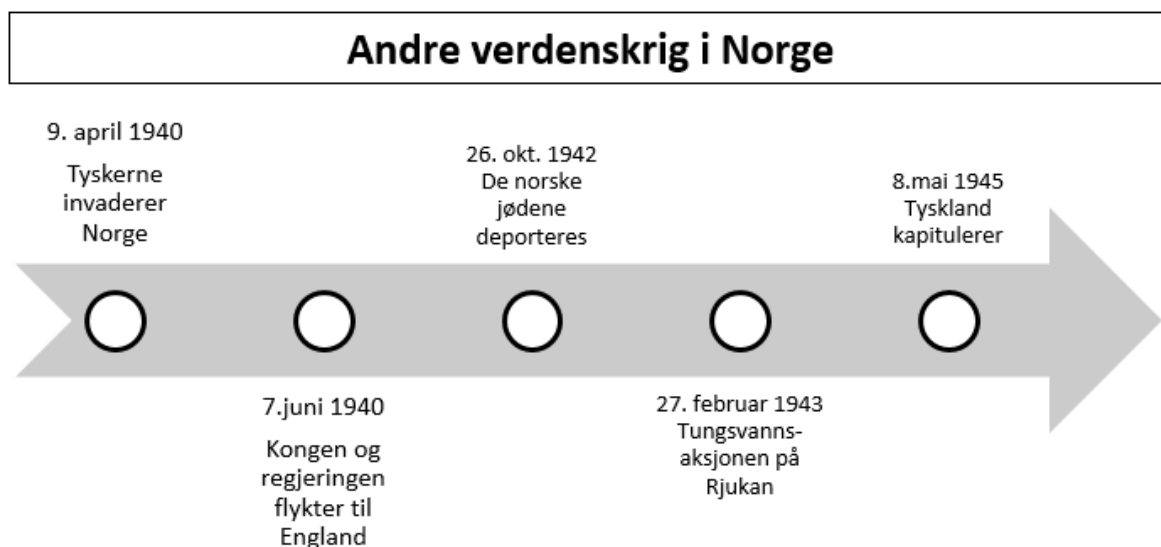 Andre verdenskrig i Norge
9. april 1940
Tyskerne
invaderer
Norge
7.juni 1940
Kongen og
regjeringen
flykter til
England
26. okt. 1942
De norske
jødene
deporteres
27. februar 1943
Tungsvanns-
aksjonen på
Rjukan
8.mai 1945
Tyskland
kapitulerer